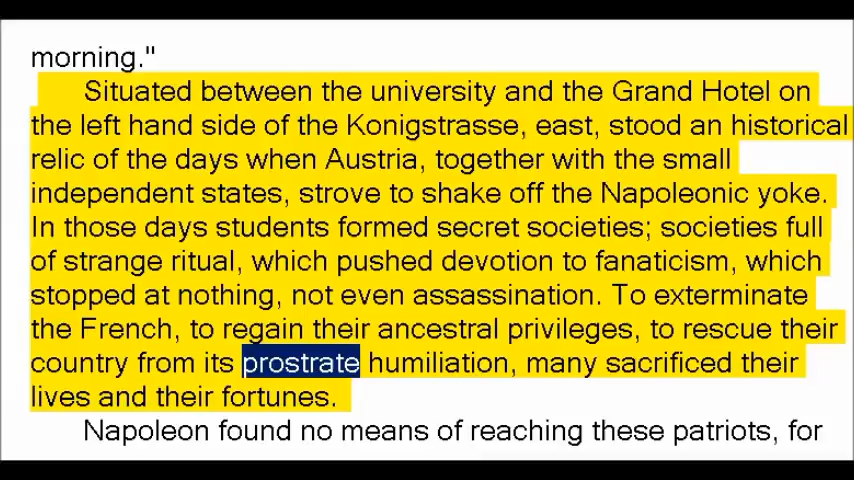 morning."
Situated between the university and the Grand Hotel on
the left hand side of the Konigstrasse, east, stood an historical
relic of the days when Austria, together with the small
independent states, strove to shake off the Napoleonic yoke.
In those days students formed secret societies; societies full
of strange ritual, which pushed devotion to fanaticism, which
stopped at nothing, not even assassination. To exterminate
the French, to regain their ancestral privileges, to rescue their
country from its prostrate humiliation, many sacrificed their
lives and their fortunes.
Napoleon found no means of reaching these patriots, for